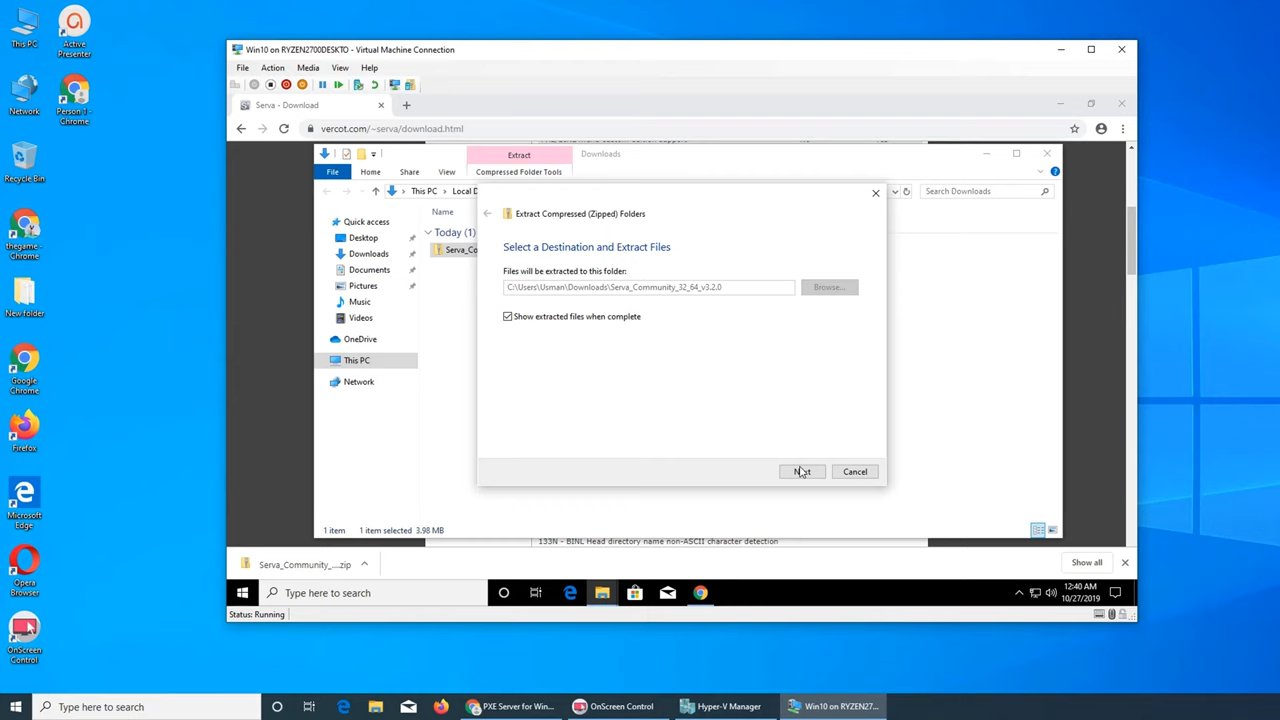 This PC
Active Presenter
Network
Person 1 - Chrome
Recycle Bin
thegame - Chrome
New folder
Google Chrome
Firefox
Microsoft Edge
Opera Browser
OnScreen Control
Win10 on RYZEN2700DESKTO - Virtual Machine Connection
File Action Media View Help
Serva - Download
vercot.com/~serva/download.html
Extract Downloads
File Home Share View Compressed Folder Tools
This PC Local D
Search Downloads
Name
Today (1)
Serva_Co
Quick access
Desktop
Downloads
Documents
Pictures
Music
Videos
OneDrive
This PC
Network
Extract Compressed (Zipped) Folders
Select a Destination and Extract Files
Files will be extracted to this folder:
C:\Users\Usman\Downloads\Serva_Community_32_64_v3.2.0
Browse...
Show extracted files when complete
Next Cancel
1 item 1 item selected 3.98 MB
133N - BINL Head directory name non-ASCII character detection
Serva_Community_....zip
Show all
Type here to search
12:40 AM
10/27/2019
Status: Running
Type here to search
PXE Server for Win...
OnScreen Control
Hyper-V Manager
Win10 on RYZEN27...